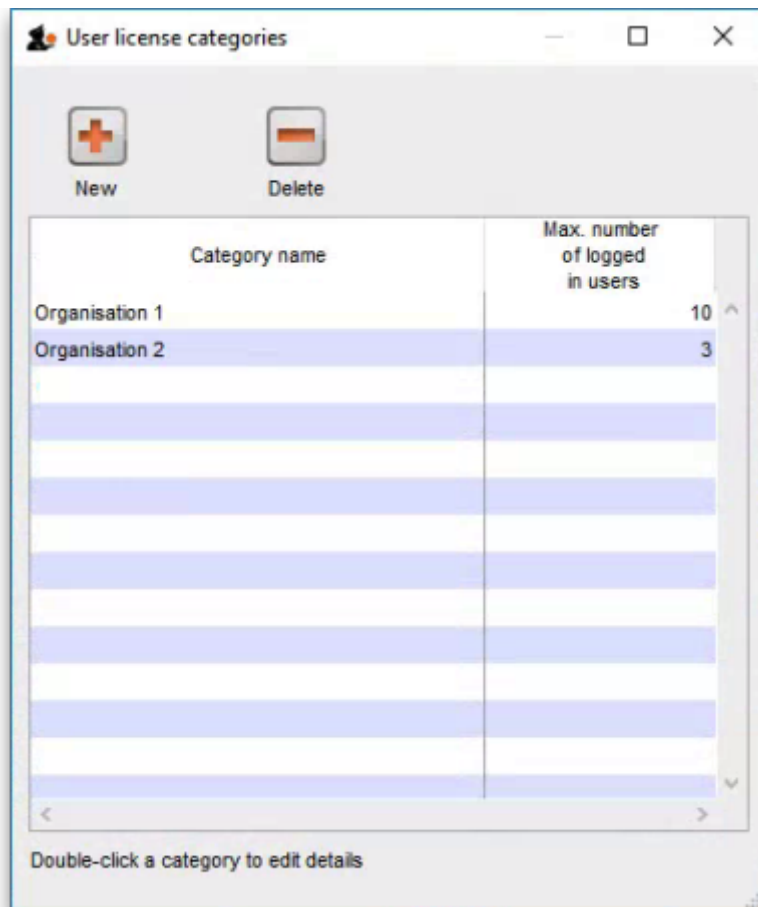 User license categories
New Delete
Category name
Max. number
of logged
in users
Organisation 1 10
Organisation 2 3
Double-click a category to edit details